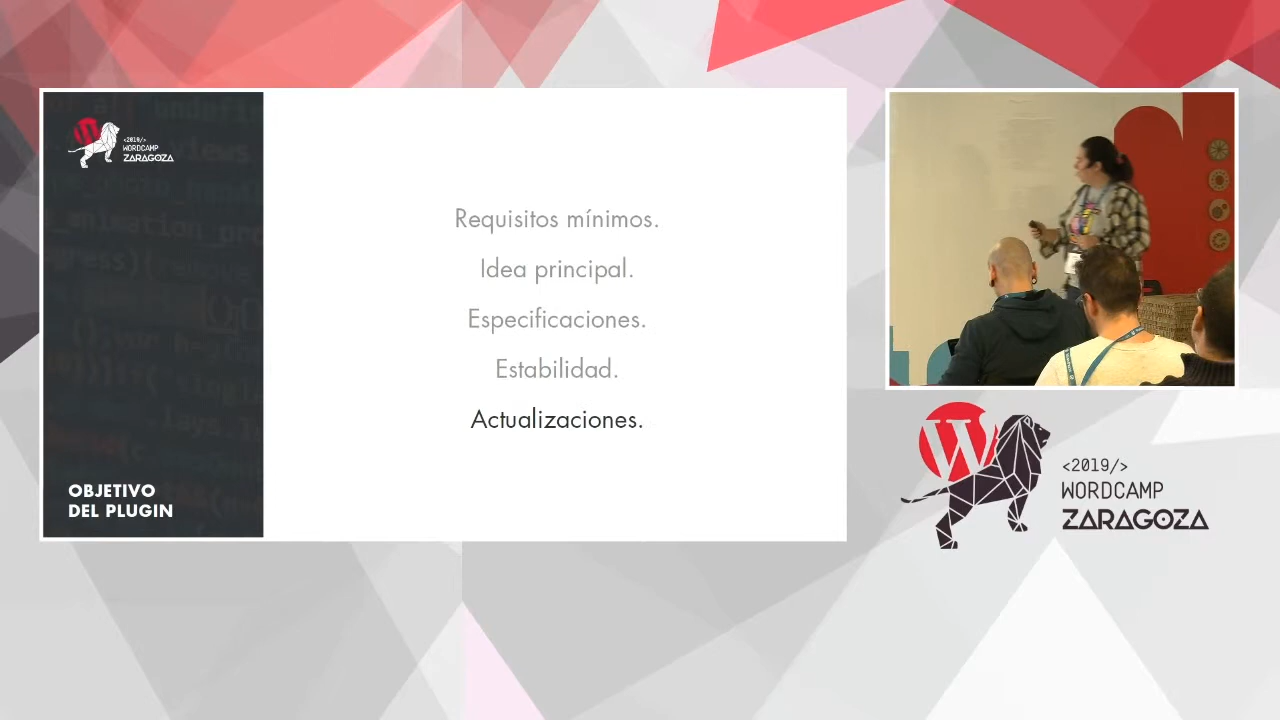 <2019/>
WORDCAMP
ZARAGOZA
OBJETIVO
DEL PLUGIN
Requisitos mínimos.
Idea principal.
Especificaciones.
Estabilidad.
Actualizaciones.
W
<2019/>
WORDCAMP
ZARAGOZA